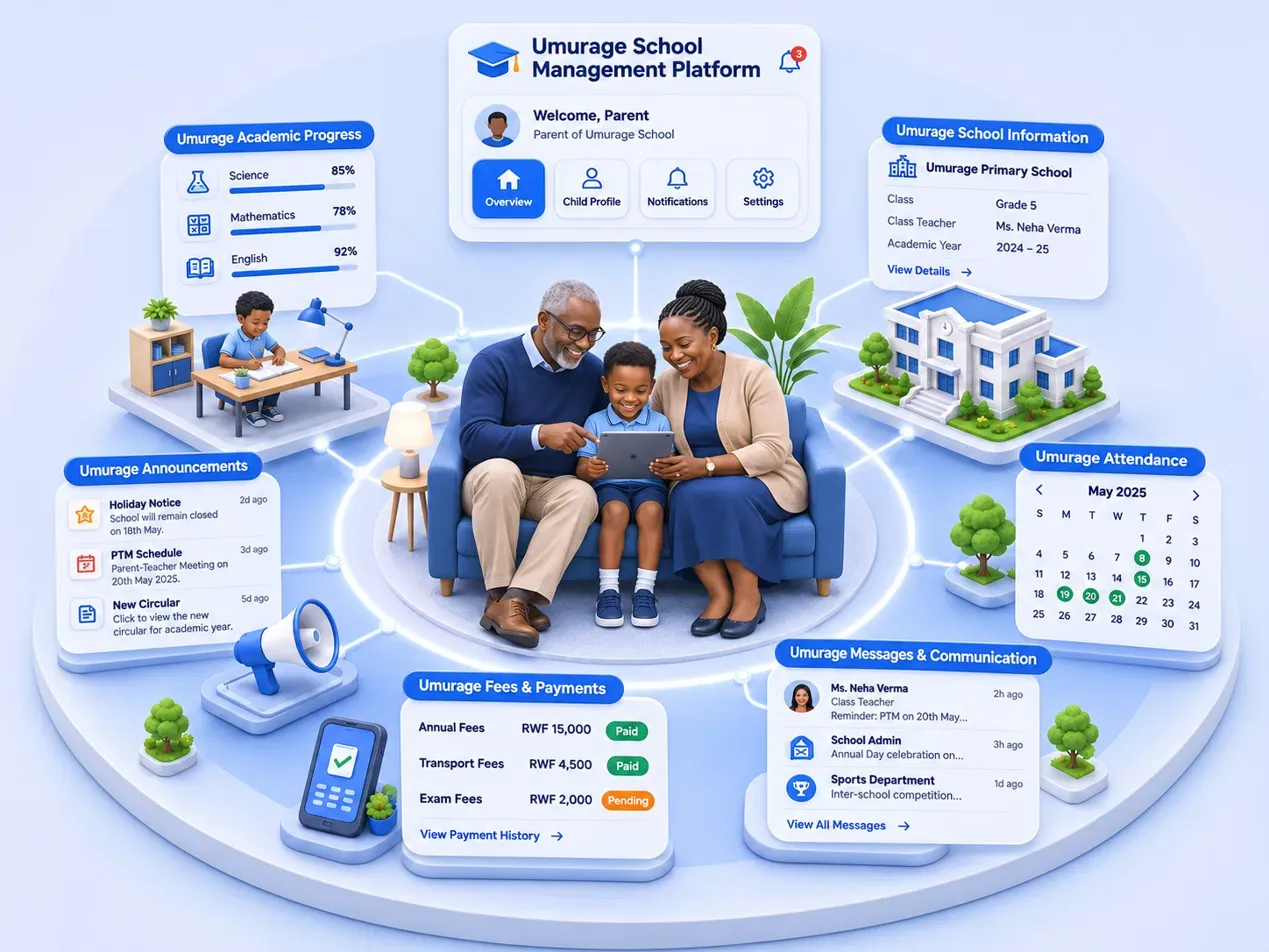 Umurage School
Management Platform
3
Welcome, Parent
Parent of Umurage School
Overview
Child Profile
Notifications
Settings
Umurage Academic Progress
Science 85%
Mathematics 78%
English 92%
Umurage School Information
Umurage Primary School
Class Grade 5
Class Teacher Ms. Neha Verma
Academic Year 2024 – 25
View Details →
Umurage Announcements
Holiday Notice 2d ago
School will remain closed
on 18th May.
PTM Schedule 3d ago
Parent-Teacher Meeting on
20th May 2025.
New Circular 5d ago
Click to view the new
circular for academic year.
Umurage Attendance
< May 2025 >
S M T W T F S
1 2 3
4 5 6 7 8 9 10
11 12 13 14 15 16 17
18 19 20 21 22 23 24
25 26 27 28 29 30 31
Umurage Fees & Payments
Annual Fees RWF 15,000 Paid
Transport Fees RWF 4,500 Paid
Exam Fees RWF 2,000 Pending
View Payment History →
Umurage Messages & Communication
Ms. Neha Verma 2h ago
Class Teacher
Reminder: PTM on 20th May...
School Admin 3h ago
Annual Day celebration on...
Sports Department 1d ago
Inter-school competition...
View All Messages →